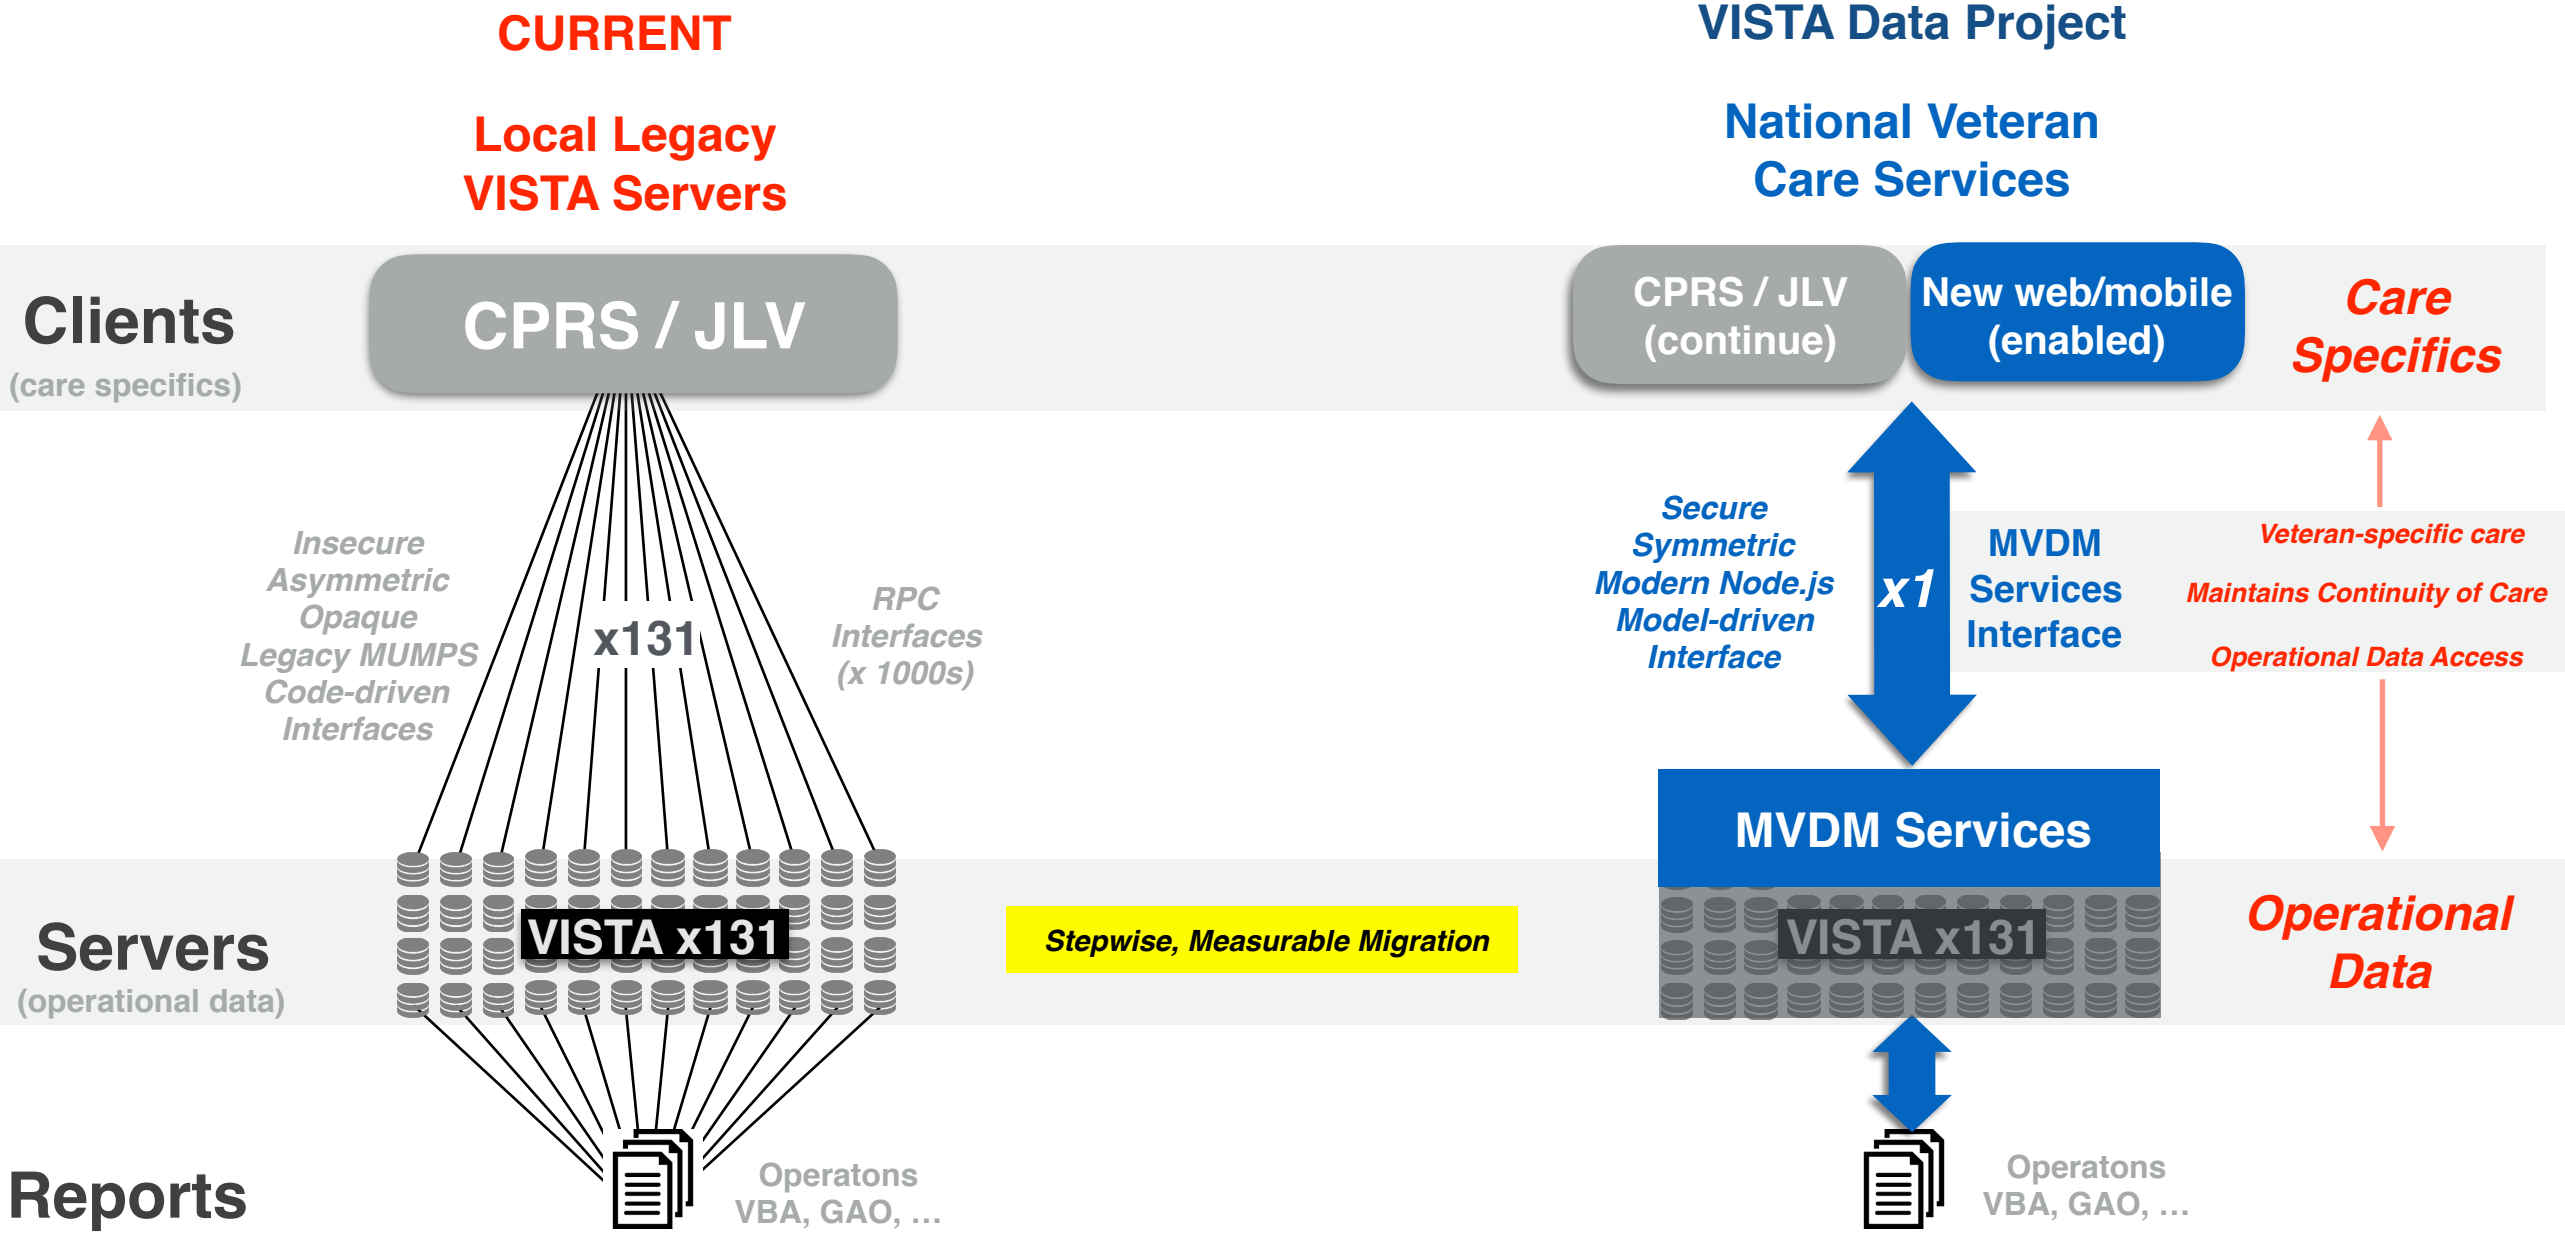 CURRENT
Local Legacy
VISTA Servers
VISTA Data Project
National Veteran
Care Services
Clients
(care specifics)
CPRS / JLV
CPRS / JLV
(continue)
New web/mobile
(enabled)
Care
Specifics
Insecure
Asymmetric
Opaque
Legacy MUMPS
Code-driven
Interfaces
x131
RPC
Interfaces
(x 1000s)
Secure
Symmetric
Modern Node.js
Model-driven
Interface
x1
MVDM
Services
Interface
Veteran-specific care
Maintains Continuity of Care
Operational Data Access
Servers
(operational data)
VISTA x131
Stepwise, Measurable Migration
MVDM Services
VISTA x131
Operational
Data
Reports
Operatons
VBA, GAO, …
Operatons
VBA, GAO, …